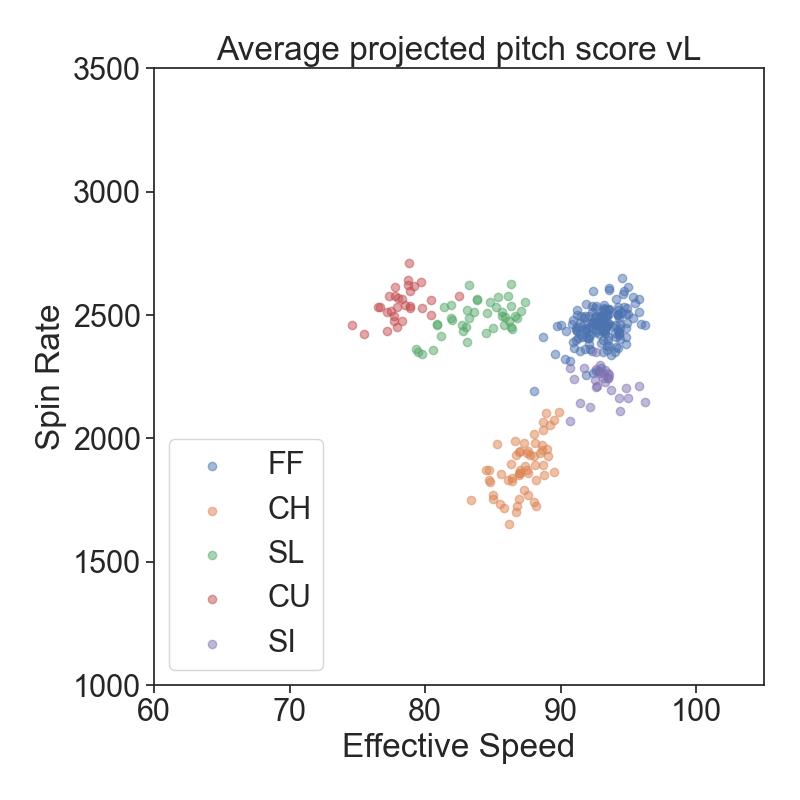 Average projected pitch score vL
3500
3000
2500
2000
1500
1000
Spin Rate
FF
CH
SL
CU
SI
60 70 80 90 100
Effective Speed